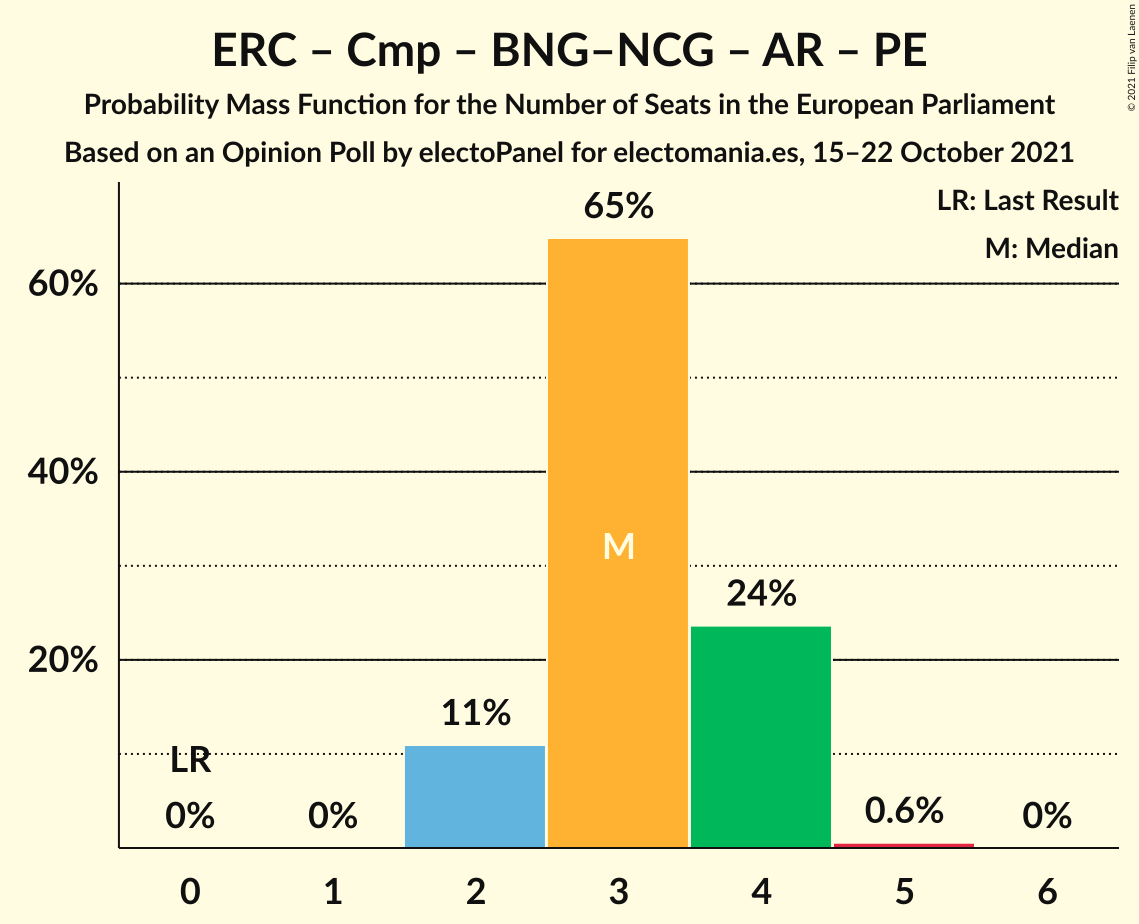 ERC – Cmp – BNG–NCG – AR – PE
Probability Mass Function for the Number of Seats in the European Parliament
Based on an Opinion Poll by electoPanel for electomania.es, 15–22 October 2021
© 2021 Filip van Laenen
LR: Last Result
M: Median
65%
60%
40%
M
24%
20%
11%
LR
0%
0%
0.6%
0%
0
1
2
3
4
5
6